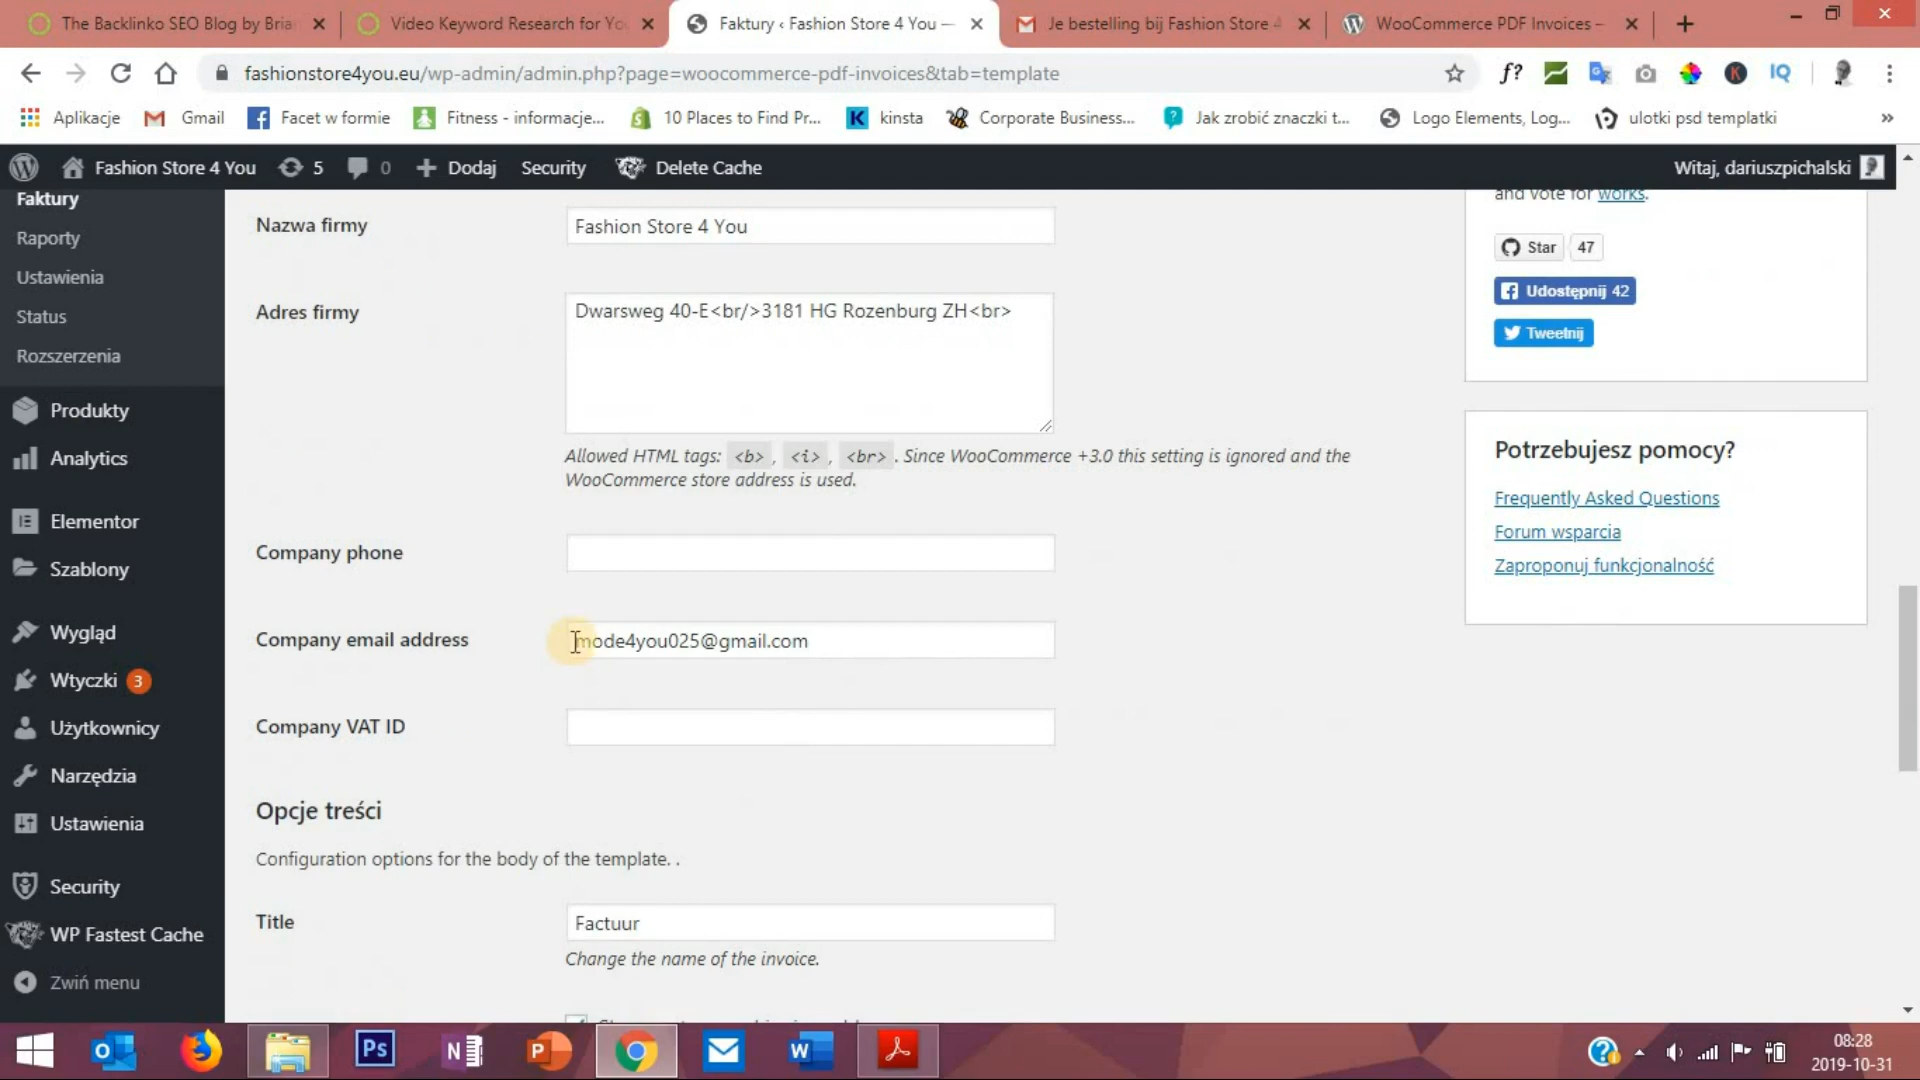 The Backlinko SEO Blog by Bria
Video Keyword Research for Yo
Faktury ‹ Fashion Store 4 You —
Je bestelling bij Fashion Store 4
WooCommerce PDF Invoices –
fashionstore4you.eu/wp-admin/admin.php?page=woocommerce-pdf-invoices&tab=template
f?
IQ
Aplikacje
Gmail
Facet w formie
Fitness - informacje...
10 Places to Find Pr...
kinsta
Corporate Business...
Jak zrobić znaczki t...
Logo Elements, Log...
ulotki psd templatki
»
Fashion Store 4 You
5
0
Dodaj
Security
Delete Cache
Witaj, dariuszpichalski
Faktury
Raporty
Ustawienia
Status
Rozszerzenia
Produkty
Analytics
Elementor
Szablony
Wygląd
Wtyczki 3
Użytkownicy
Narzędzia
Ustawienia
Security
WP Fastest Cache
Zwiń menu
Nazwa firmy
Fashion Store 4 You
Adres firmy
Dwarsweg 40-E<br/>3181 HG Rozenburg ZH<br>
Allowed HTML tags: <b> , <i> , <br> . Since WooCommerce +3.0 this setting is ignored and the
WooCommerce store address is used.
Company phone
Company email address
mode4you025@gmail.com
Company VAT ID
Opcje treści
Configuration options for the body of the template. .
Title
Factuur
Change the name of the invoice.
and vote for works.
Star 47
Udostępnij 42
Tweetnij
Potrzebujesz pomocy?
Frequently Asked Questions
Forum wsparcia
Zaproponuj funkcjonalność
Ps
N
P
W
08:28
2019-10-31